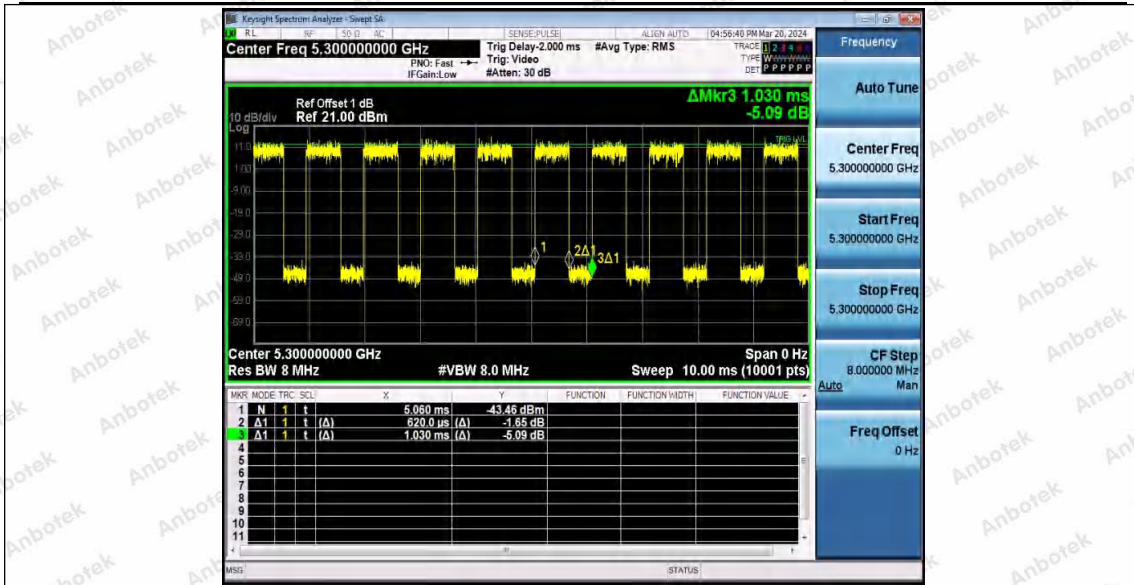 Keysight Spectrum Analyzer - Swept SA
RL RF 50 Ω AC SENSE:PULSE ALIGN AUTO 04:56:40 PM Mar 20, 2024
Center Freq 5.300000000 GHz
PNO: Fast
IFGain:Low
Trig Delay-2.000 ms
Trig: Video
#Atten: 30 dB
#Avg Type: RMS
TRACE 1 2 3 4 5 6
TYPE
DET P P P P P P
Frequency
Auto Tune
Center Freq
5.300000000 GHz
Start Freq
5.300000000 GHz
Stop Freq
5.300000000 GHz
CF Step
8.000000 MHz
Auto Man
Freq Offset
0 Hz
ΔMkr3 1.030 ms
-5.09 dB
Ref Offset 1 dB
10 dB/div Ref 21.00 dBm
Log
TRIG LVL
11.0
1.00
-9.00
-19.0
-29.0
-39.0
-49.0
-59.0
-69.0
1
2Δ1
3Δ1
Center 5.300000000 GHz Span 0 Hz
Res BW 8 MHz #VBW 8.0 MHz Sweep 10.00 ms (10001 pts)
MKR MODE TRC SCL X Y FUNCTION FUNCTION WIDTH FUNCTION VALUE
1 N 1 t 5.060 ms -43.46 dBm
2 Δ1 1 t (Δ) 620.0 µs (Δ) -1.65 dB
3 Δ1 1 t (Δ) 1.030 ms (Δ) -5.09 dB
4
5
6
7
8
9
10
11
MSG STATUS
Anbotek